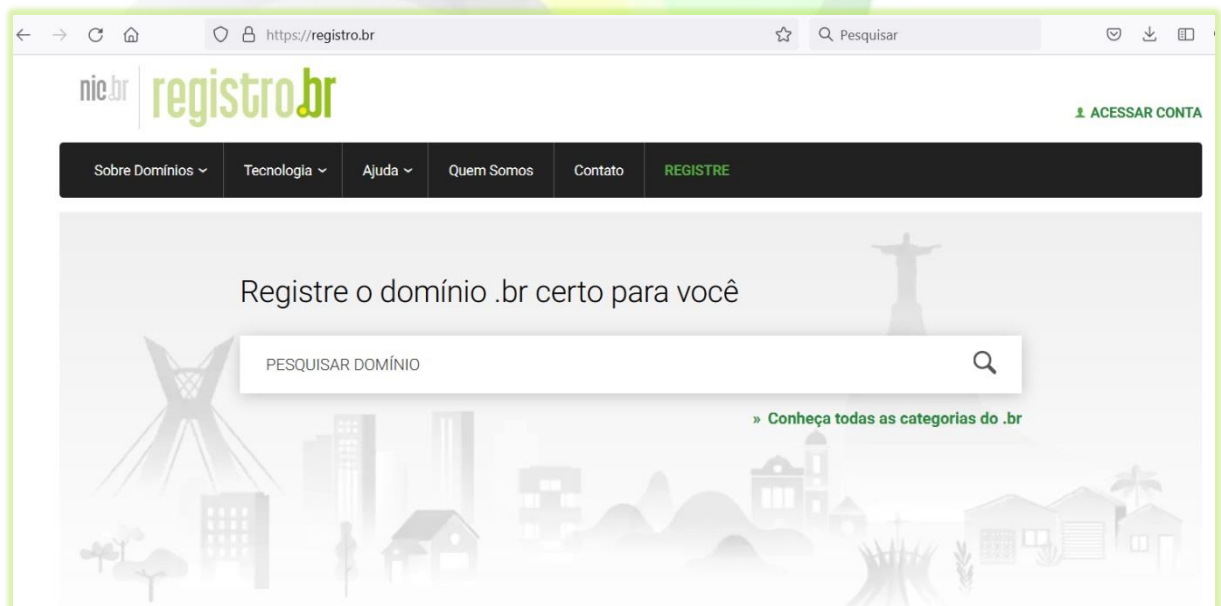 https://registro.br
Pesquisar
nic.br registro.br
ACESSAR CONTA
Sobre Domínios Tecnologia Ajuda Quem Somos Contato REGISTRE
Registre o domínio .br certo para você
PESQUISAR DOMÍNIO
» Conheça todas as categorias do .br